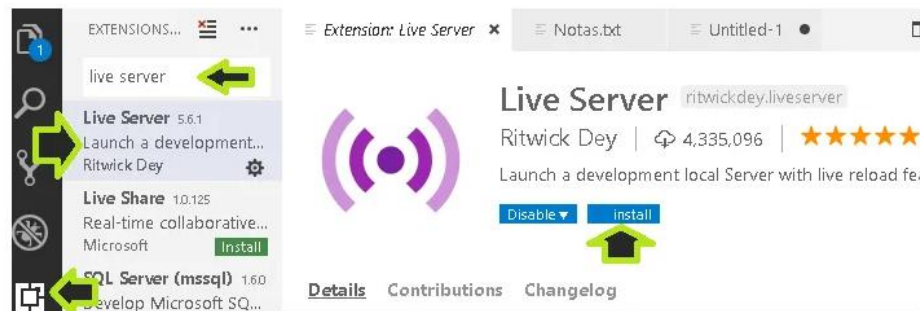 EXTENSIONS...
live server
Live Server 5.6.1
Launch a development...
Ritwick Dey
Live Share 1.0.125
Real-time collaborative...
Microsoft Install
SQL Server (mssql) 1.6.0
Develop Microsoft SQ...
1
Extension: Live Server Notas.txt Untitled-1
Live Server ritwickdey.liveserver
Ritwick Dey 4,335,096
Launch a development local Server with live reload fea
Disable install
Details Contributions Changelog